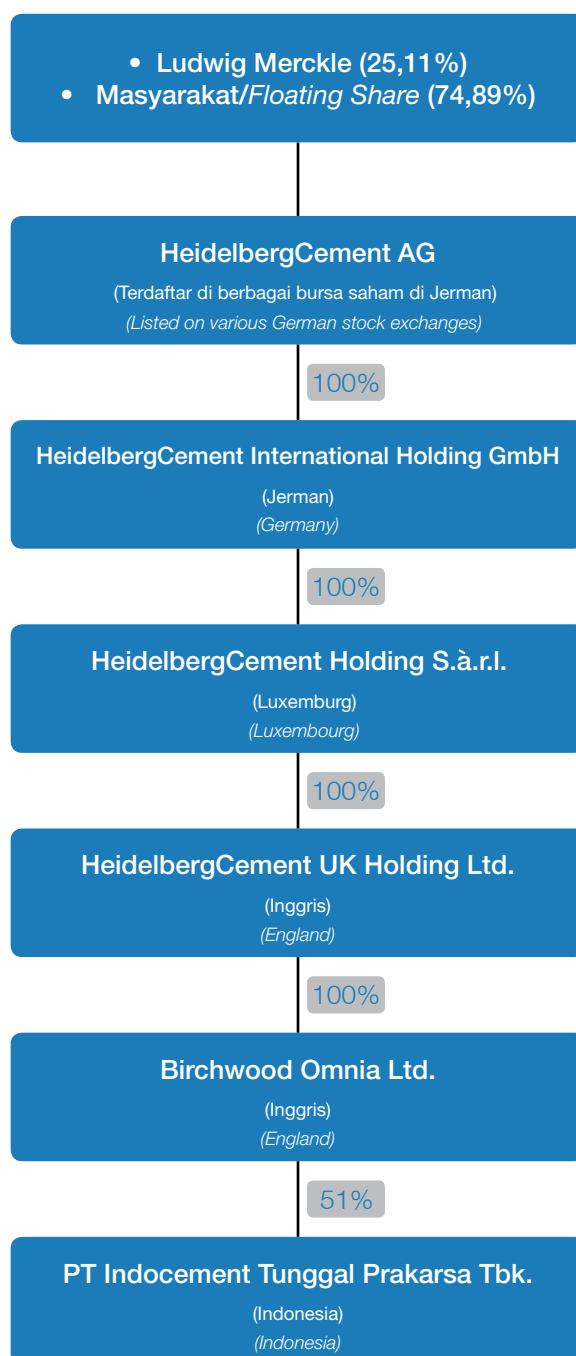 • Ludwig Merckle (25,11%)
• Masyarakat/Floating Share (74,89%)
HeidelbergCement AG
(Terdaftar di berbagai bursa saham di Jerman)
(Listed on various German stock exchanges)
100%
HeidelbergCement International Holding GmbH
(Jerman)
(Germany)
100%
HeidelbergCement Holding S.à.r.l.
(Luxemburg)
(Luxembourg)
100%
HeidelbergCement UK Holding Ltd.
(Inggris)
(England)
100%
Birchwood Omnia Ltd.
(Inggris)
(England)
51%
PT Indocement Tunggal Prakarsa Tbk.
(Indonesia)
(Indonesia)